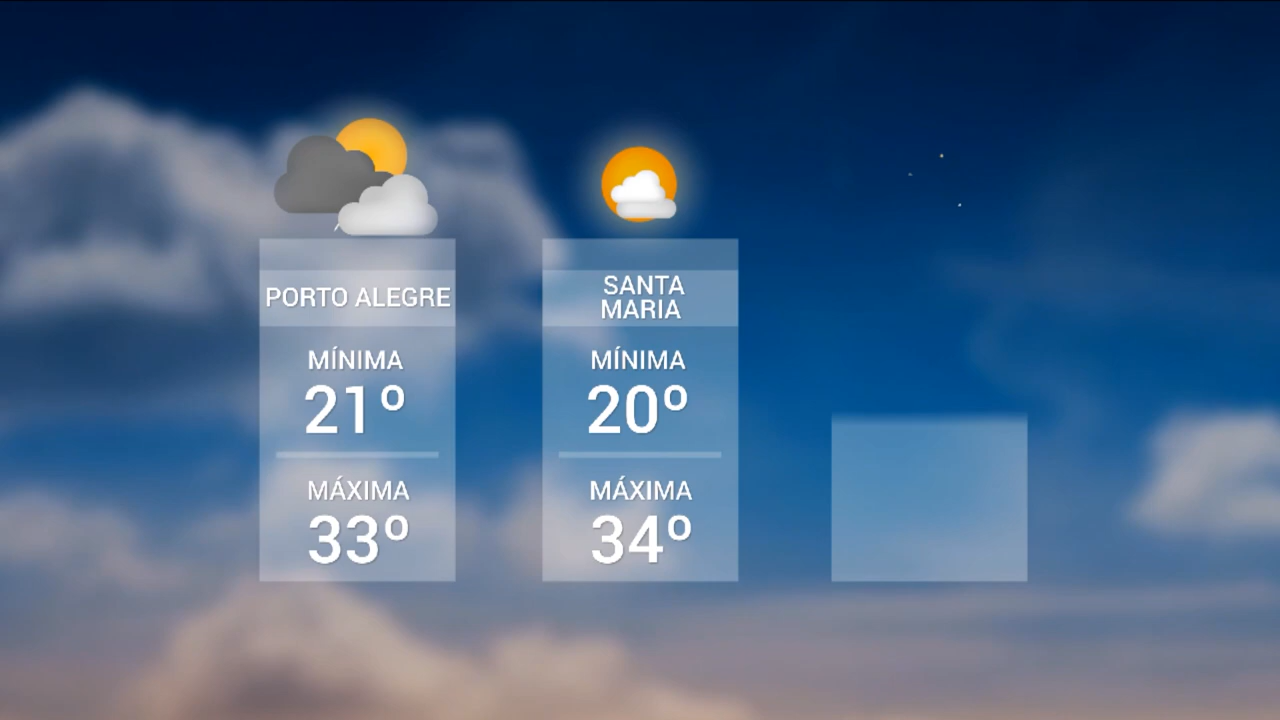 PORTO ALEGRE
MÍNIMA
21º
MÁXIMA
33º
SANTA
MARIA
MÍNIMA
20º
MÁXIMA
34º